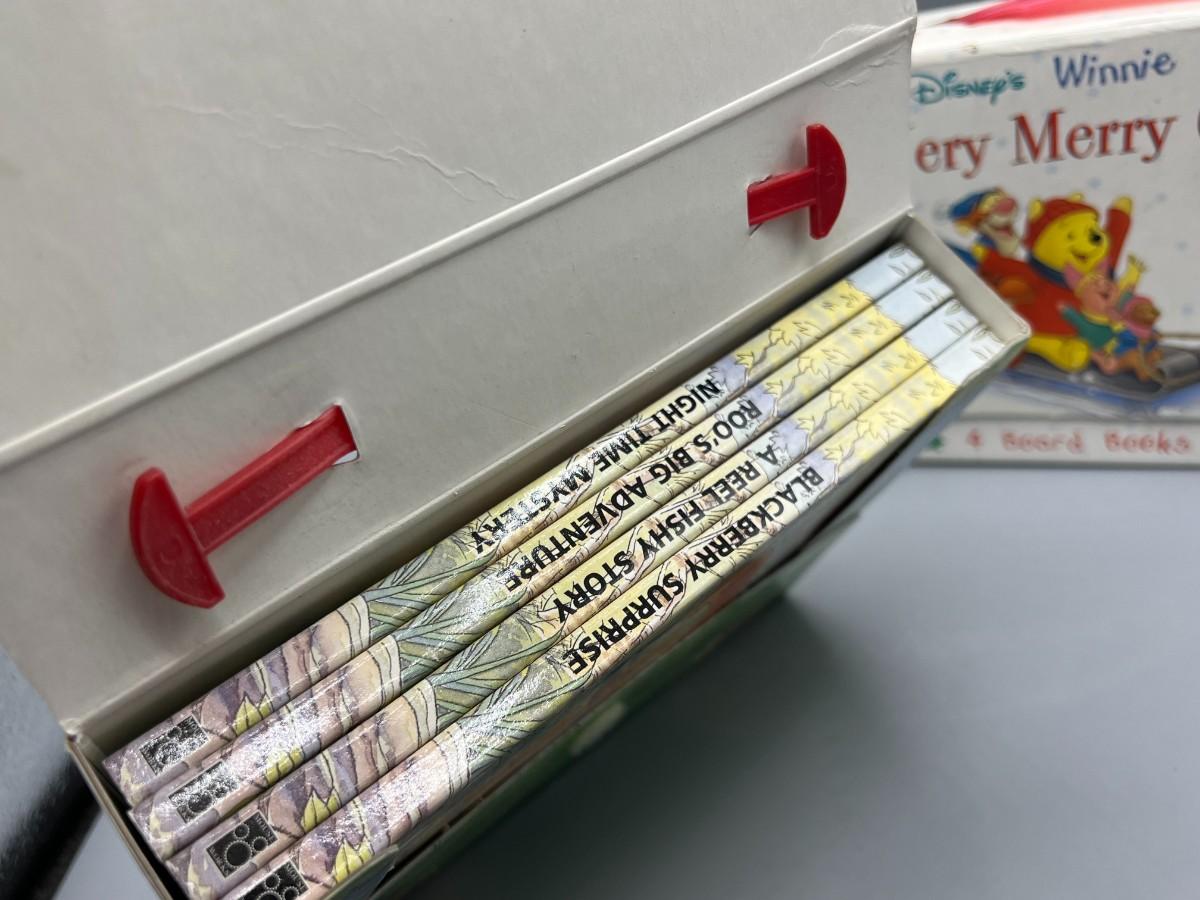 Disney's Winnie
ery Merry
4 Board Books
NIGHT TIME MYSTERY
ROO'S BIG ADVENTURE
A REEL FISHY STORY
BLACKBERRY SURPRISE